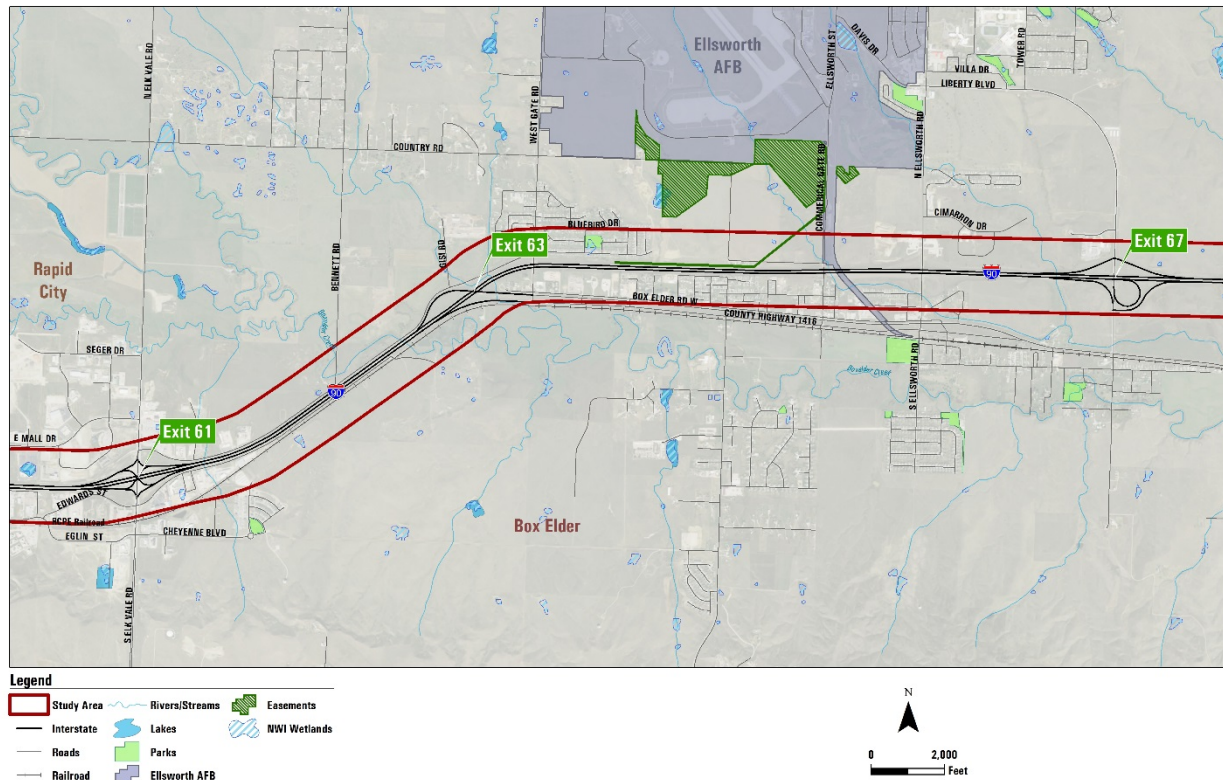 N ELK VALE RD
Ellsworth
AFB
ELLSWORTH ST
DAVIS DR
TOWER RD
VILLA DR
LIBERTY BLVD
WEST GATE RD
COUNTRY RD
N ELLSWORTH RD
COMMERICAL GATE RD
BLUEBIRD DR
CIMARRON DR
Exit 63
Exit 67
GISI RD
BENNETT RD
Rapid
City
90
BOX ELDER RD W
COUNTY HIGHWAY 1416
SEGER DR
90
S ELLSWORTH RD
Boxelder Creek
E MALL DR
Exit 61
EDWARDS ST
RCPE Railroad
EGLIN ST
CHEYENNE BLVD
Box Elder
S ELK VALE RD
Legend
Study Area
Rivers/Streams
Easements
Interstate
Lakes
NWI Wetlands
Roads
Parks
Railroad
Ellsworth AFB
N
0 2,000
Feet